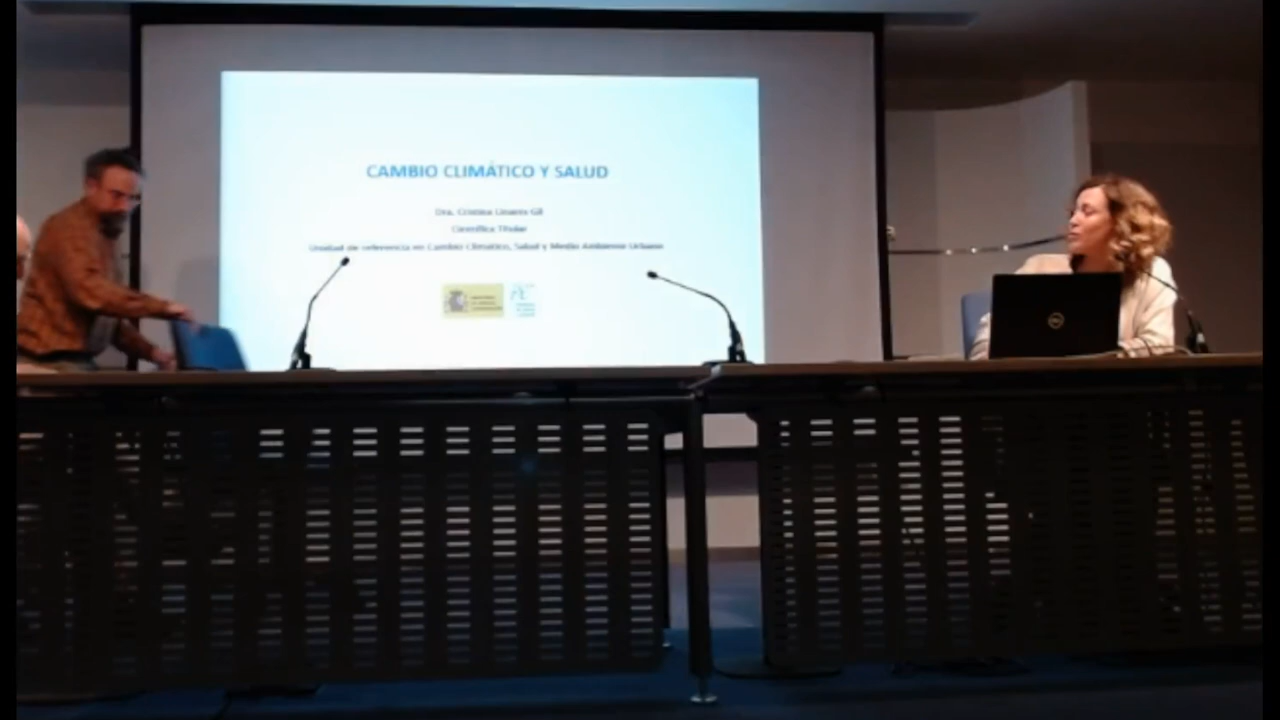 CAMBIO CLIMÁTICO Y SALUD
Dra. Cristina Linares Gil
Científica Titular
Unidad de referencia en Cambio Climático, Salud y Medio Ambiente Urbano
DELL